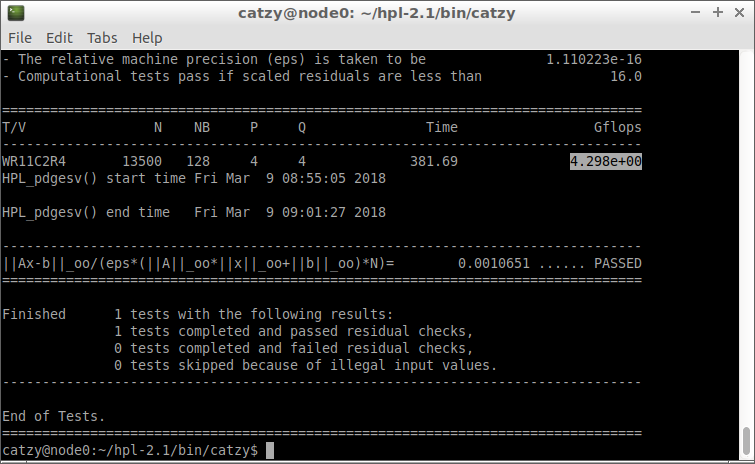 catzy@node0: ~/hpl-2.1/bin/catzy
File Edit Tabs Help
- The relative machine precision (eps) is taken to be               1.110223e-16
- Computational tests pass if scaled residuals are less than                16.0
================================================================================
T/V                N    NB     P     Q               Time                 Gflops
--------------------------------------------------------------------------------
WR11C2R4       13500   128     4     4             381.69              4.298e+00
HPL_pdgesv() start time Fri Mar  9 08:55:05 2018
HPL_pdgesv() end time   Fri Mar  9 09:01:27 2018
--------------------------------------------------------------------------------
||Ax-b||_oo/(eps*(||A||_oo*||x||_oo+||b||_oo)*N)=        0.0010651 ...... PASSED
================================================================================
Finished      1 tests with the following results:
              1 tests completed and passed residual checks,
              0 tests completed and failed residual checks,
              0 tests skipped because of illegal input values.
--------------------------------------------------------------------------------
End of Tests.
================================================================================
catzy@node0:~/hpl-2.1/bin/catzy$